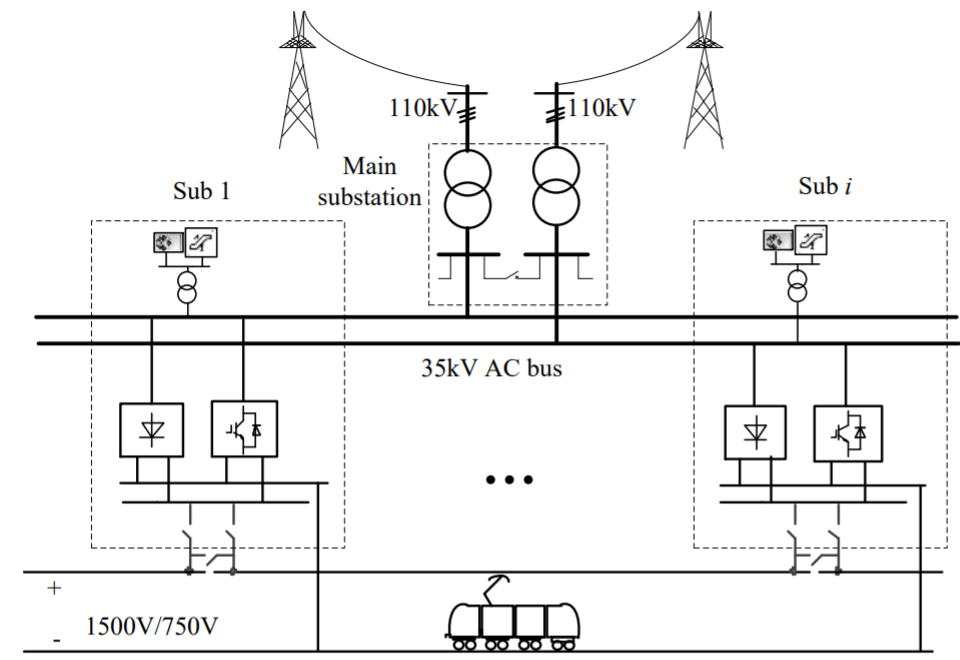 110kV
110kV
Main
substation
Sub 1
Sub i
35kV AC bus
+
1500V/750V
-